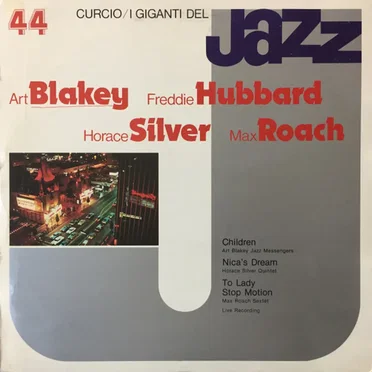 44 CURCIO/I GIGANTI DEL Jazz
Art Blakey Freddie Hubbard
Horace Silver Max Roach
Children
Art Blakey Jazz Messengers
Nica's Dream
Horace Silver Quintet
To Lady
Stop Motion
Max Roach Sextet
Live Recording